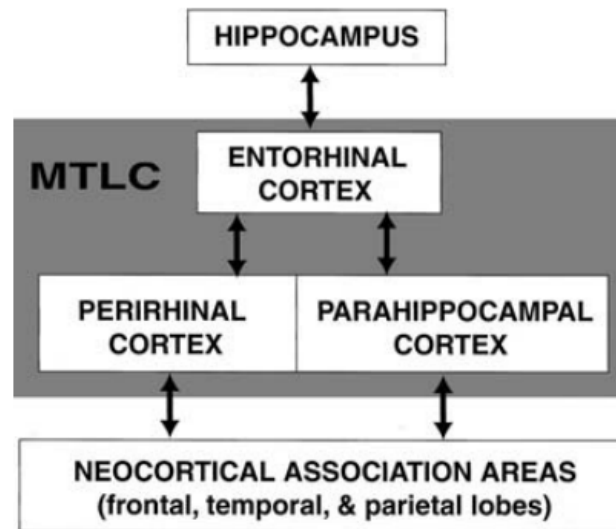 HIPPOCAMPUS
MTLC
ENTORHINAL
CORTEX
PERIRHINAL
CORTEX
PARAHIPPOCAMPAL
CORTEX
NEOCORTICAL ASSOCIATION AREAS
(frontal, temporal, & parietal lobes)